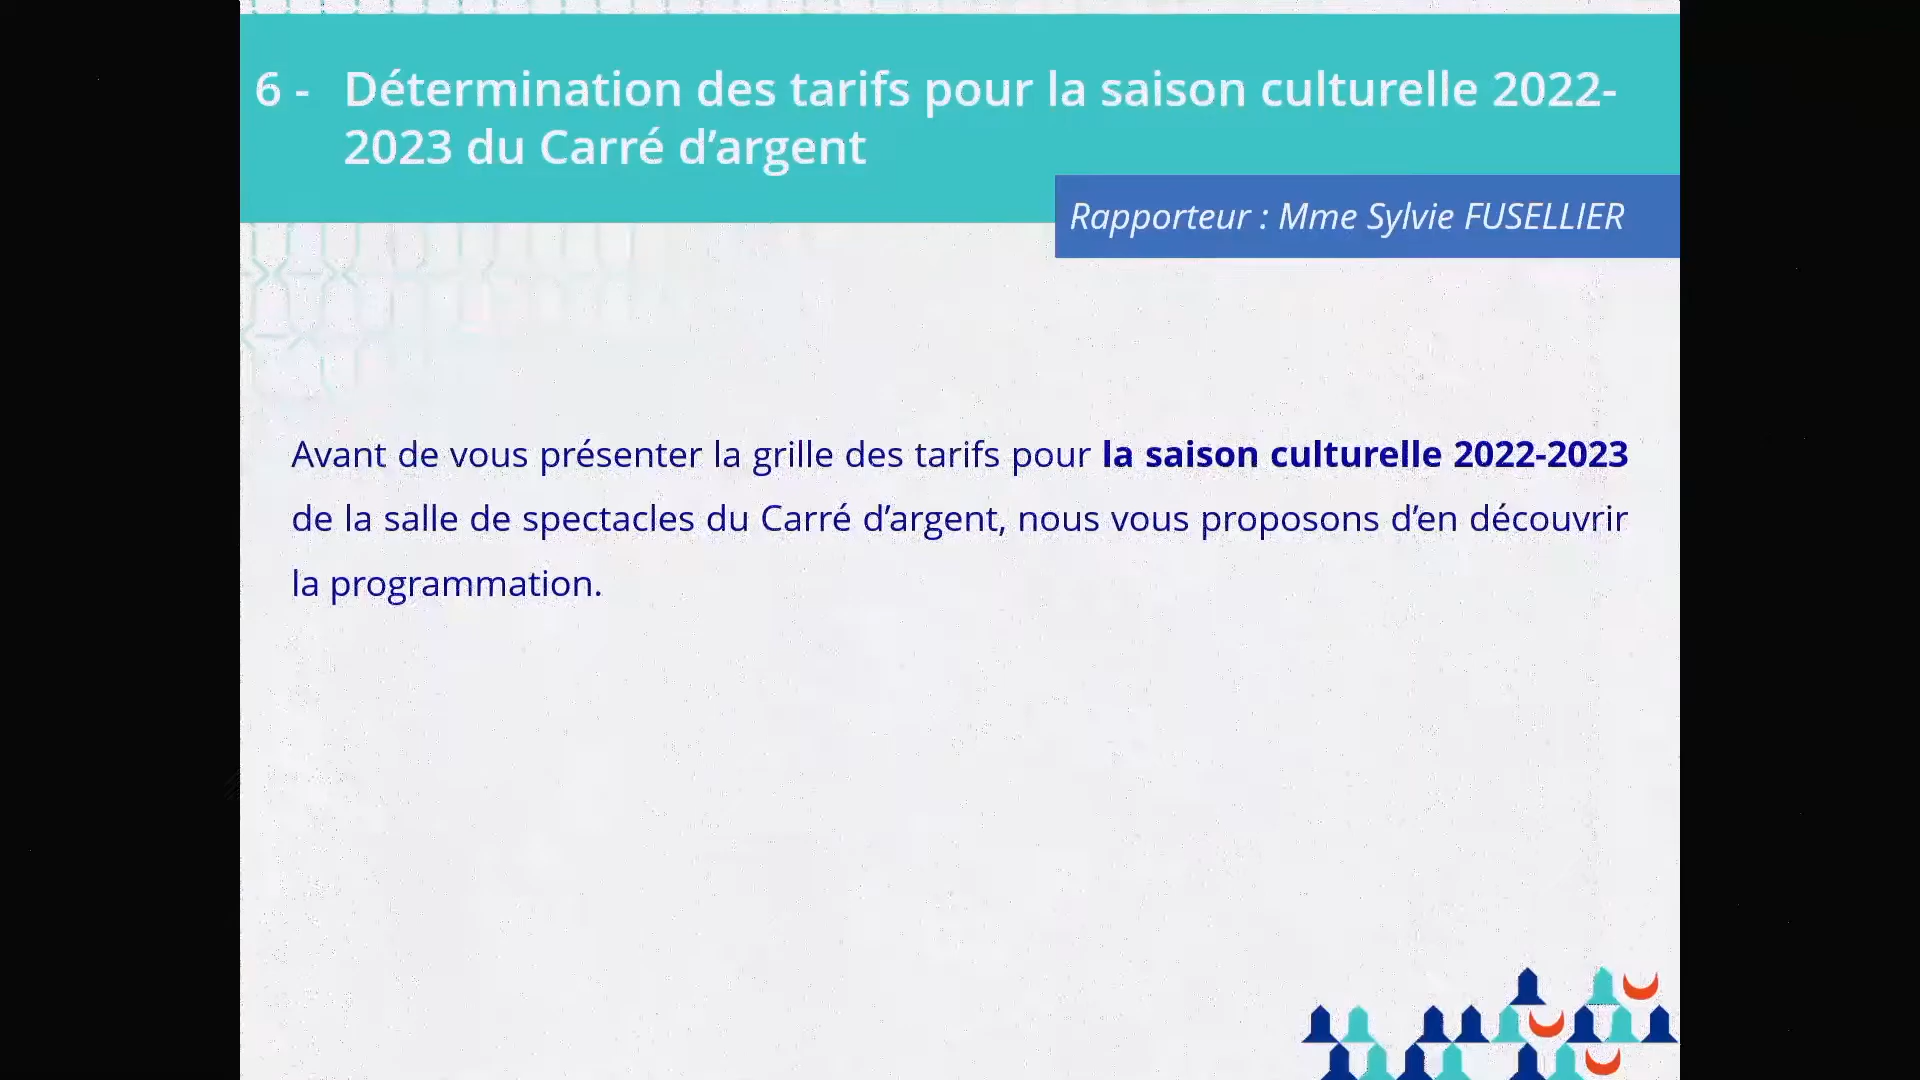 6 - Détermination des tarifs pour la saison culturelle 2022-
2023 du Carré d’argent
Rapporteur : Mme Sylvie FUSELLIER
Avant de vous présenter la grille des tarifs pour la saison culturelle 2022-2023
de la salle de spectacles du Carré d’argent, nous vous proposons d’en découvrir
la programmation.